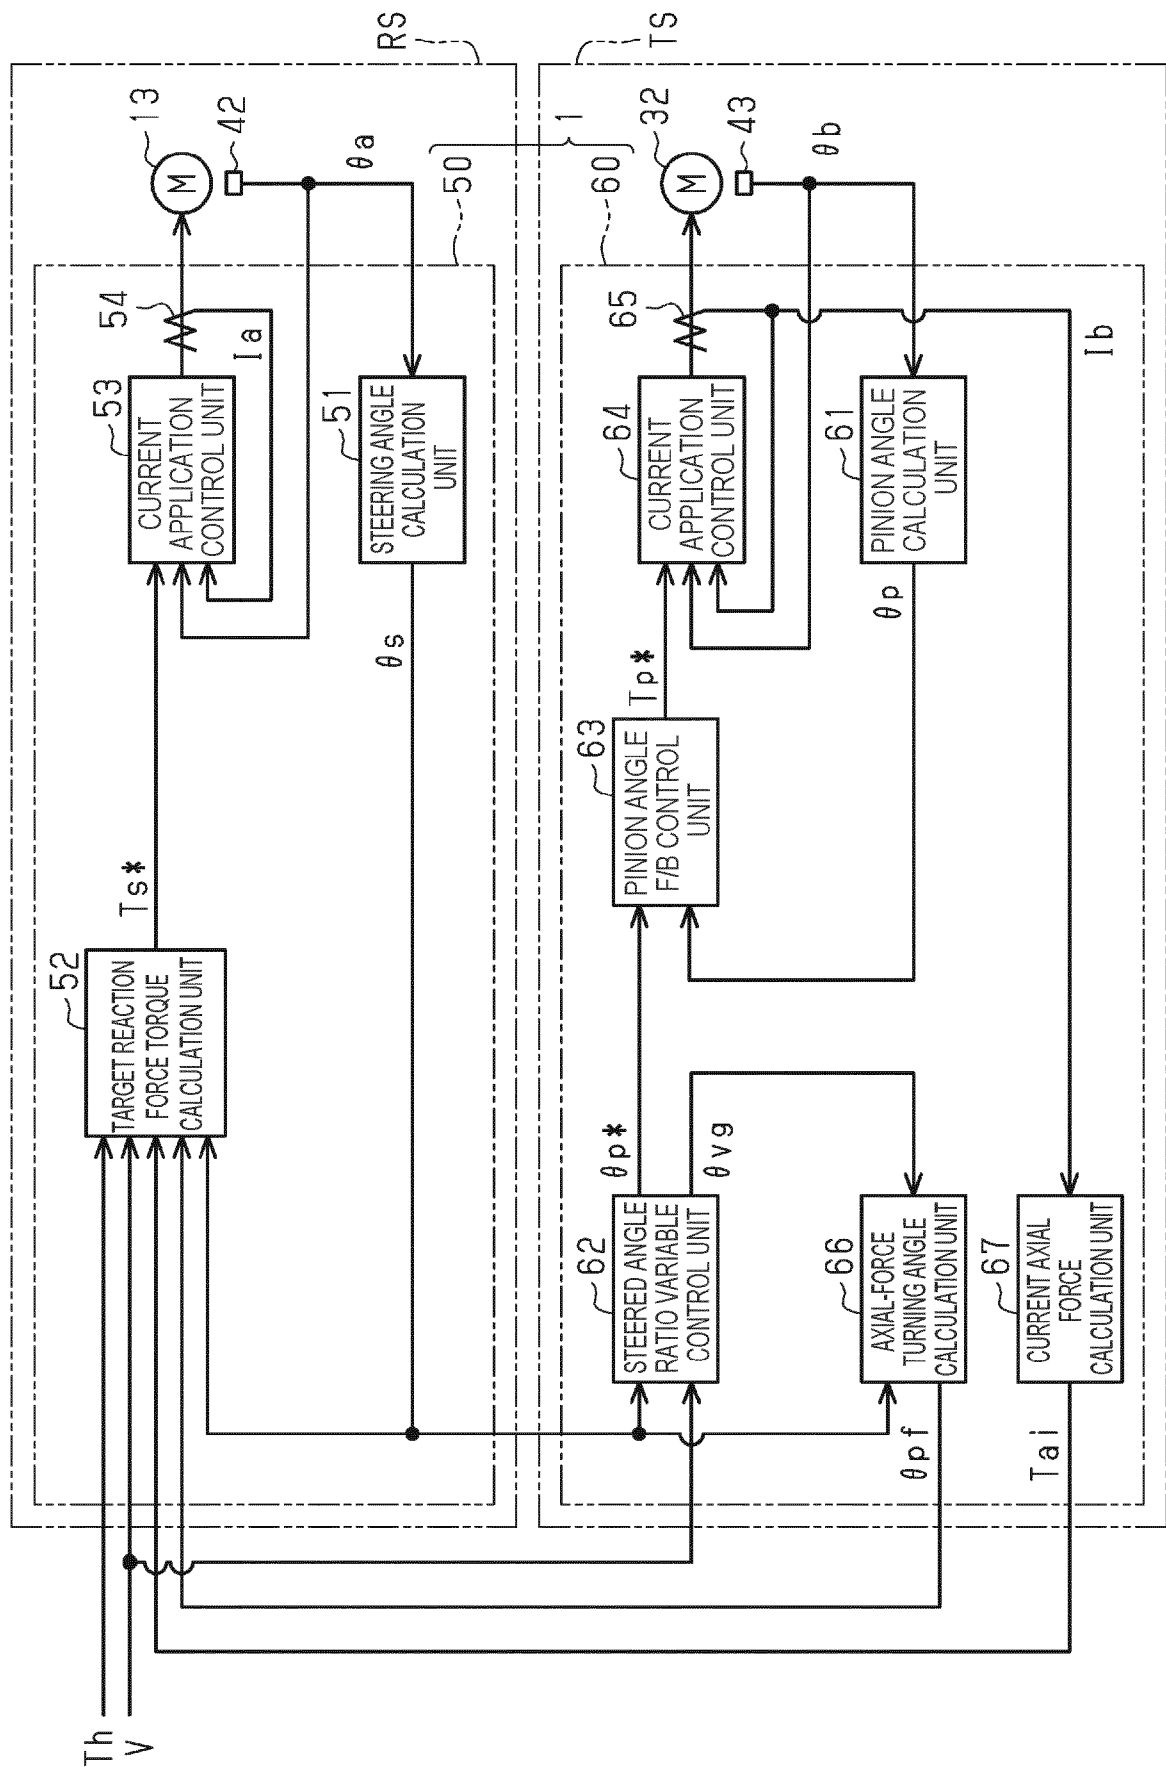 RS
13
M
42
θa
50
1
54
Ia
53
CURRENT
APPLICATION
CONTROL UNIT
51
STEERING ANGLE
CALCULATION
UNIT
θs
Ts*
52
TARGET REACTION
FORCE TORQUE
CALCULATION UNIT
Th
V
TS
32
M
43
θb
60
65
Ib
64
CURRENT
APPLICATION
CONTROL UNIT
61
PINION ANGLE
CALCULATION
UNIT
θp
Tp*
63
PINION ANGLE
F/B CONTROL
UNIT
θp*
θvg
62
STEERED ANGLE
RATIO VARIABLE
CONTROL UNIT
66
AXIAL-FORCE
TURNING ANGLE
CALCULATION UNIT
67
CURRENT AXIAL
FORCE
CALCULATION UNIT
θpf
Tai